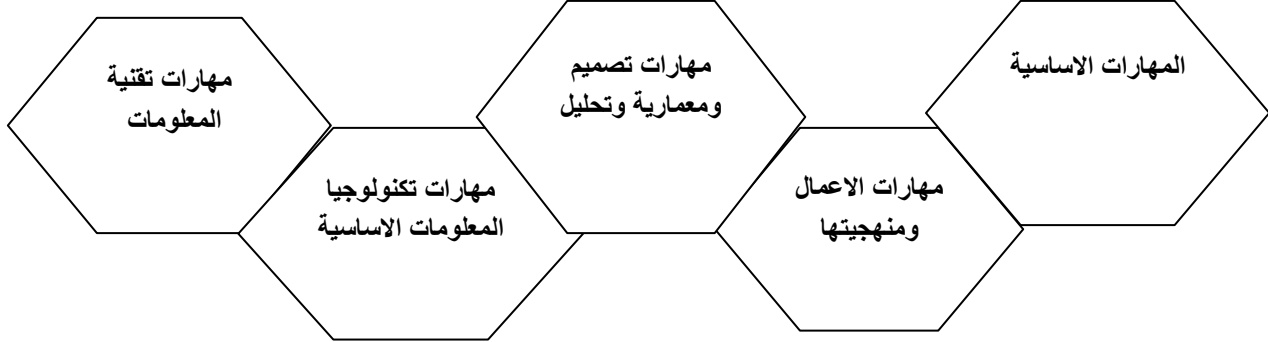 المهارات الاساسية
مهارات الاعمال
ومنهجيتها
مهارات تصميم
ومعمارية وتحليل
مهارات تكنولوجيا
المعلومات الاساسية
مهارات تقنية
المعلومات